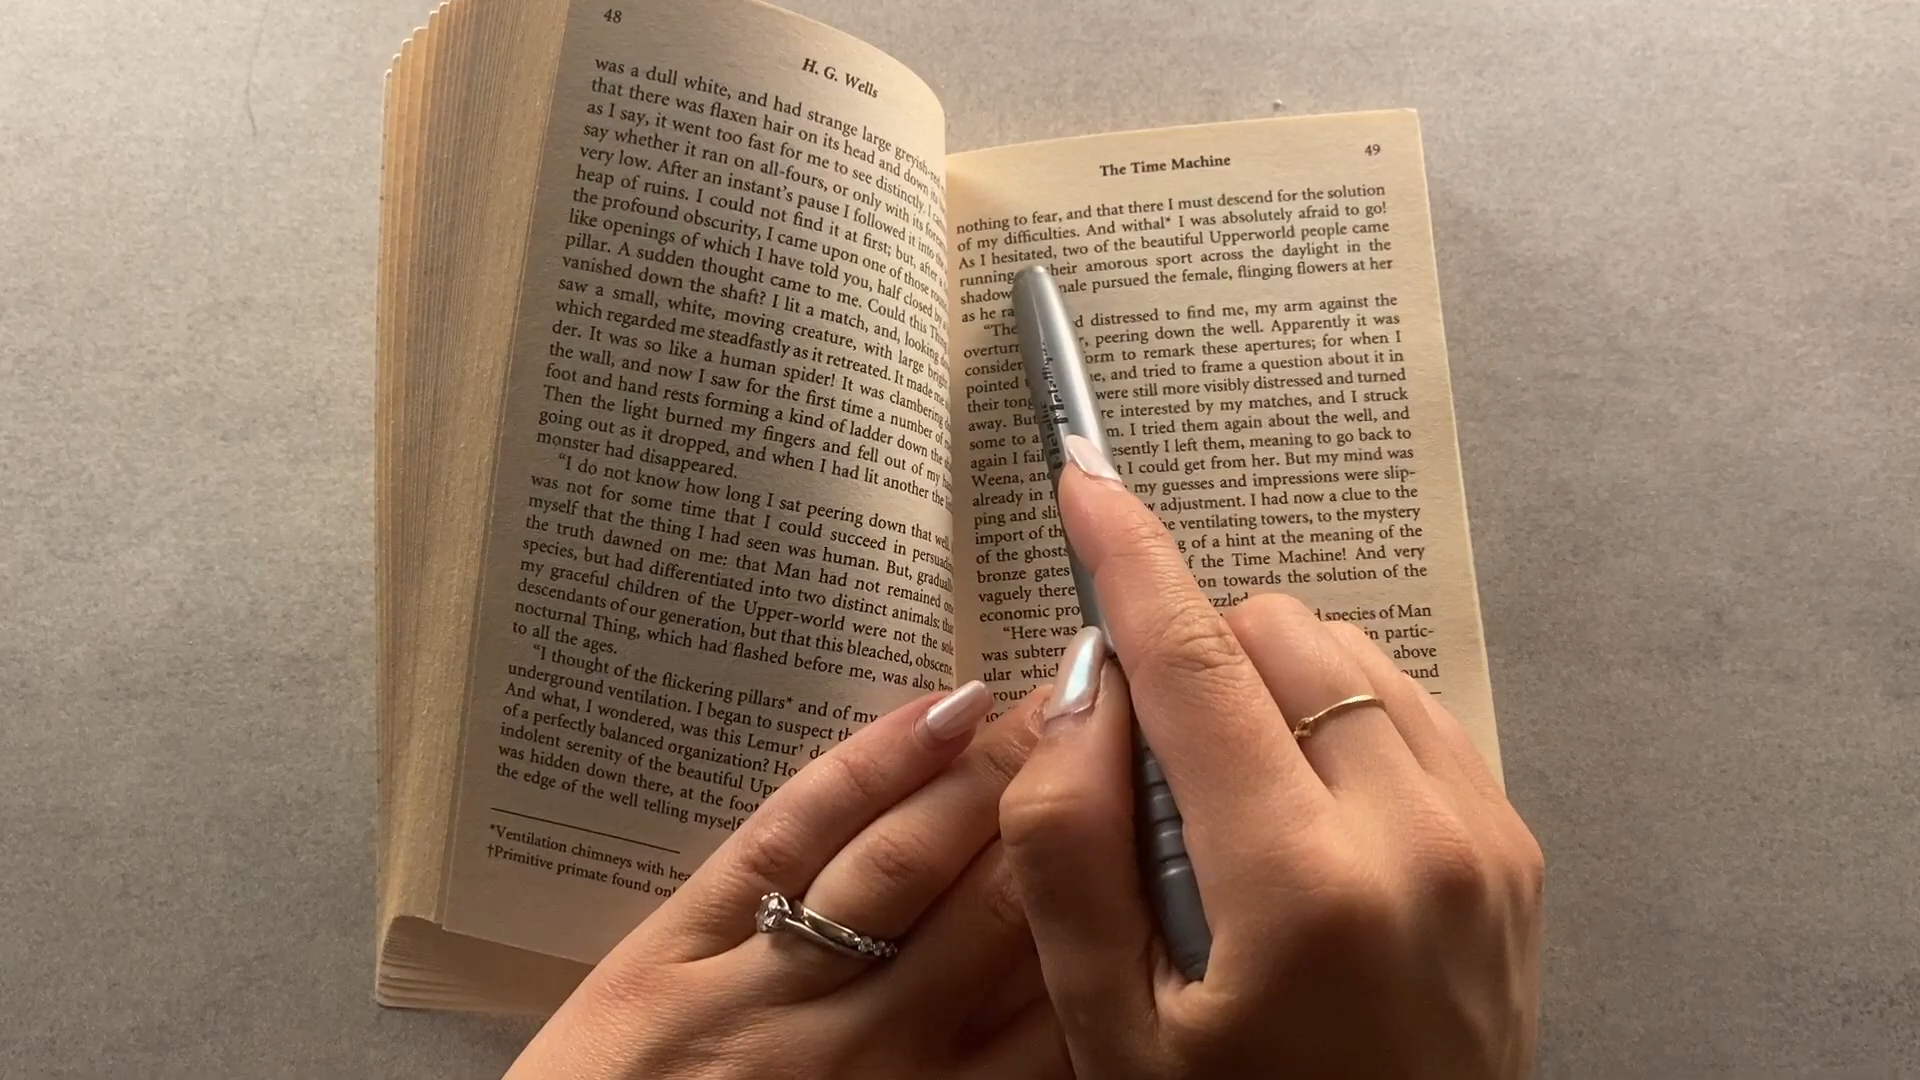 48
H. G. Wells
was a dull white, and had strange large greyish-red
that there was flaxen hair on its head and down its
as I say, it went too fast for me to see distinctly. I
say whether it ran on all-fours, or only with its
very low. After an instant's pause I followed it into
heap of ruins. I could not find it at first; but, after
the profound obscurity, I came upon one of those
like openings of which I have told you, half closed by
pillar. A sudden thought came to me. Could this Thing
vanished down the shaft? I lit a match, and, looking
saw a small, white, moving creature, with large
which regarded me steadfastly as it retreated. It made me
der. It was so like a human spider! It was clambering
the wall, and now I saw for the first time a number of
foot and hand rests forming a kind of ladder down the
Then the light burned my fingers and fell out of my
going out as it dropped, and when I had lit another the
monster had disappeared.
"I do not know how long I sat peering down that well.
was not for some time that I could succeed in
myself that the thing I had seen was human. But,
the truth dawned on me: that Man had not remained
species, but had differentiated into two distinct animals:
my graceful children of the Upper-world were not the
descendants of our generation, but that this bleached, obscene,
nocturnal Thing, which had flashed before me, was also
to all the ages.
"I thought of the flickering pillars* and of my
underground ventilation. I began to suspect
And what, I wondered, was this Lemur†
of a perfectly balanced organization?
indolent serenity of the beautiful
was hidden down there, at the
the edge of the well telling myself
*Ventilation chimneys with
†Primitive primate found
The Time Machine
49
nothing to fear, and that there I must descend for the solution
of my difficulties. And withal* I was absolutely afraid to go!
As I hesitated, two of the beautiful Upperworld people came
running their amorous sport across the daylight in the
shadow pursued the female, flinging flowers at her
as he
"The distressed to find me, my arm against the
peering down the well. Apparently it was
to remark these apertures; for when I
pointed and tried to frame a question about it in
their were still more visibly distressed and turned
away. But interested by my matches, and I struck
some to I tried them again about the well, and
again I I left them, meaning to go back to
Weena, I could get from her. But my mind was
already in my guesses and impressions were slip-
ping and adjustment. I had now a clue to the
import of ventilating towers, to the mystery
of the of a hint at the meaning of the
bronze gates of the Time Machine! And very
vaguely towards the solution of the
economic
"Here was species of Man
was in partic-
ular above